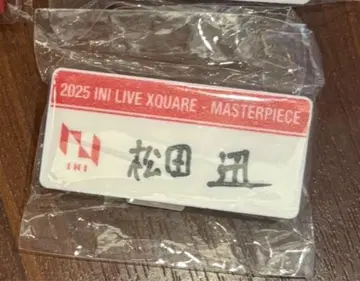 2025 INI LIVE XQUARE - MASTERPIECE
INI
松田 迅